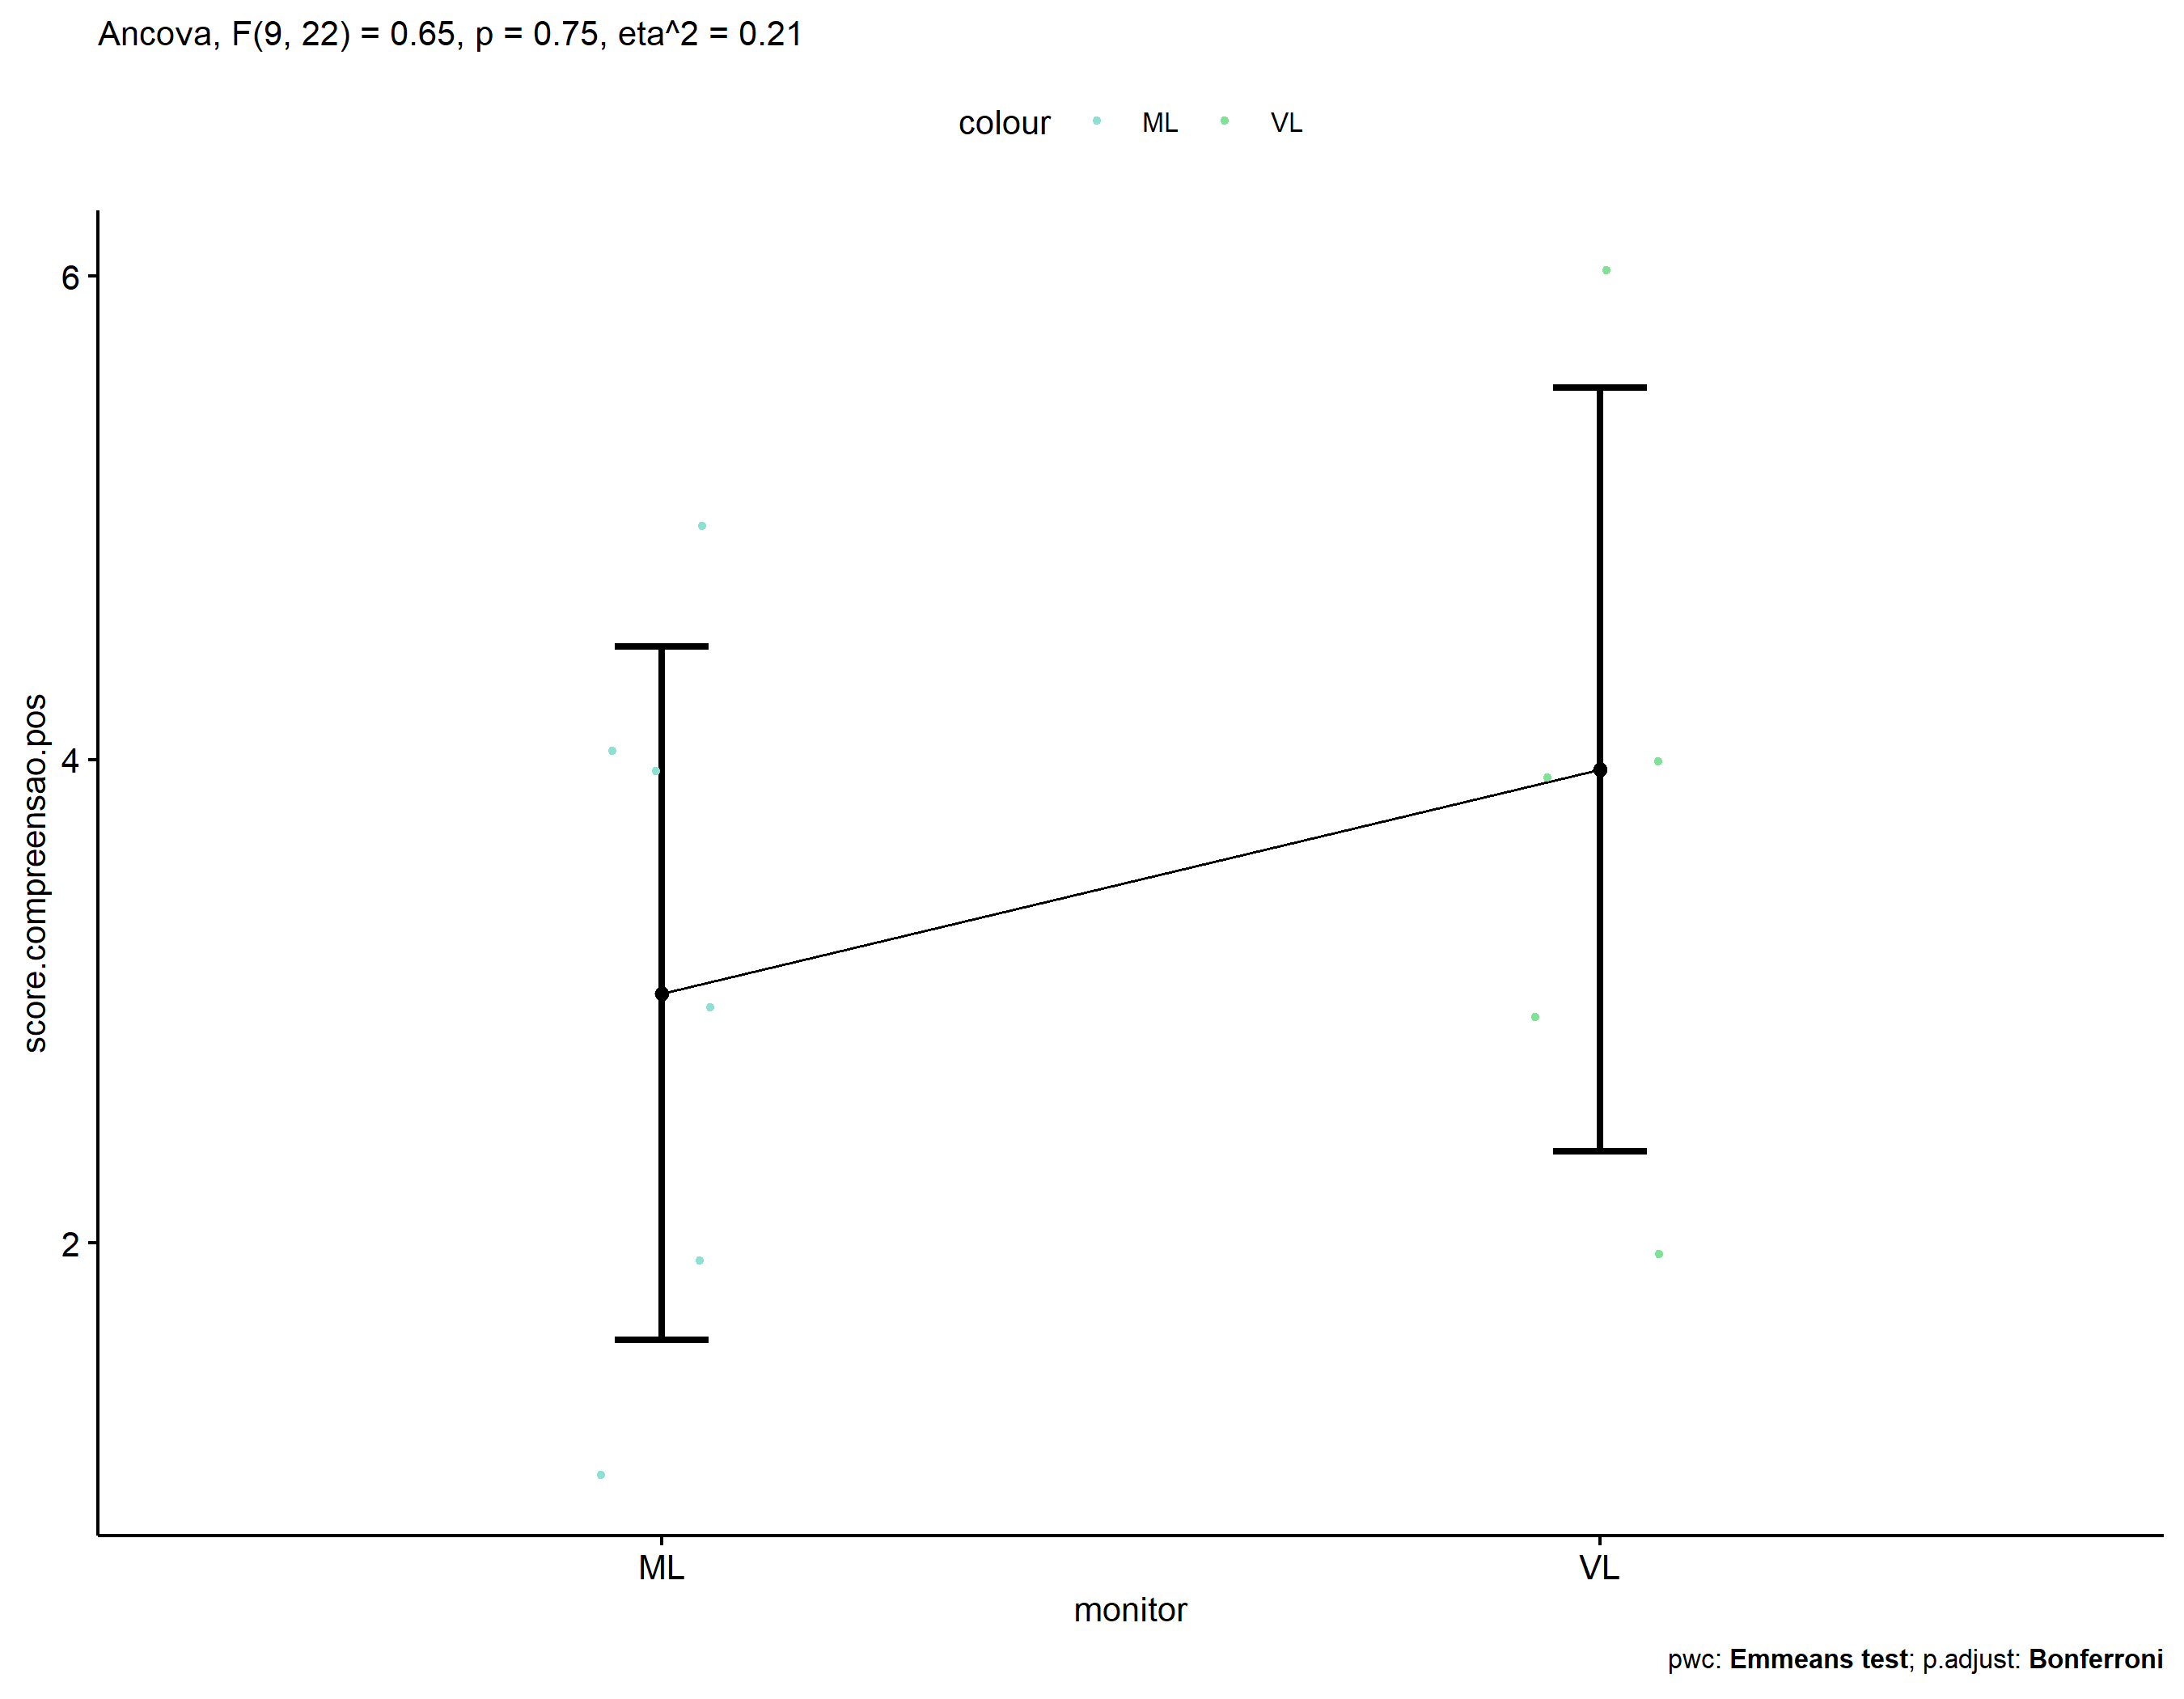 Ancova, F(9, 22) = 0.65, p = 0.75, eta^2 = 0.21
colour ML VL
6
4
2
score.compreensao.pos
ML VL
monitor
pwc: Emmeans test; p.adjust: Bonferroni